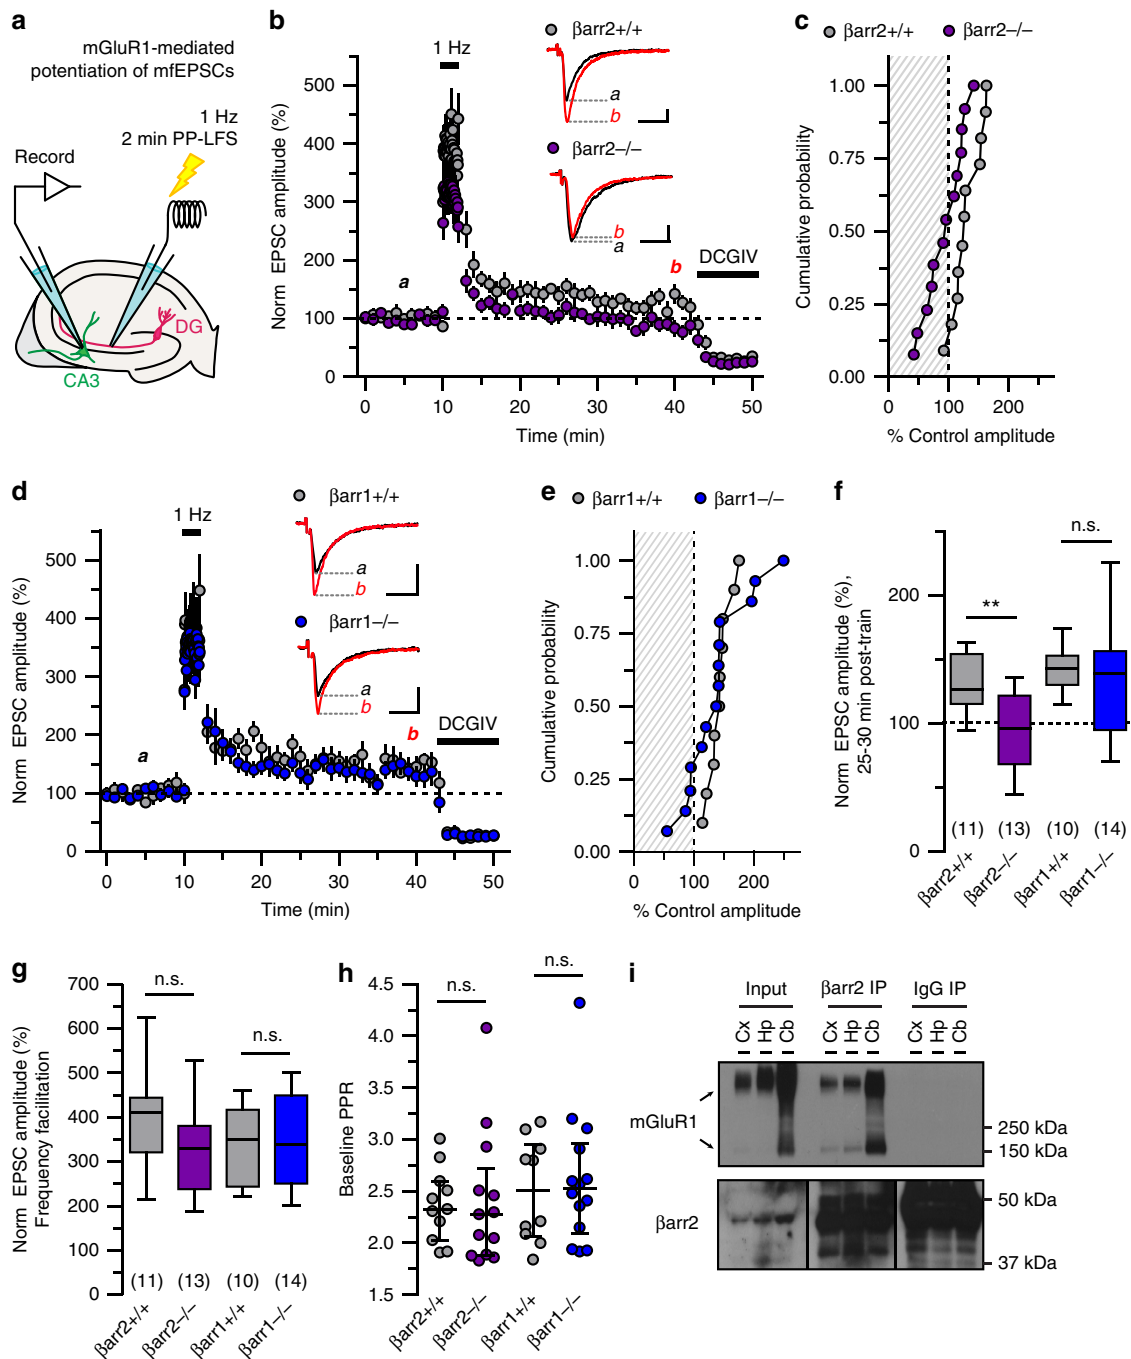 a
mGluR1-mediated
potentiation of mfEPSCs
1 Hz
2 min PP-LFS
Record
DG
CA3
b
βarr2+/+
1 Hz
a
b
βarr2–/–
b
a
DCGIV
a
b
Norm EPSC amplitude (%)
500
400
300
200
100
0
0 10 20 30 40 50
Time (min)
c
βarr2+/+ βarr2–/–
Cumulative probability
1.00
0.75
0.50
0.25
0.00
0 100 200
% Control amplitude
d
βarr1+/+
1 Hz
a
b
βarr1–/–
a
b
DCGIV
a
b
Norm EPSC amplitude (%)
500
400
300
200
100
0
0 10 20 30 40 50
Time (min)
e
βarr1+/+ βarr1–/–
Cumulative probability
1.00
0.75
0.50
0.25
0.00
0 100 200
% Control amplitude
f
Norm EPSC amplitude (%),
25-30 min post-train
200
100
0
**
n.s.
(11) (13) (10) (14)
βarr2+/+ βarr2–/– βarr1+/+ βarr1–/–
g
Norm EPSC amplitude (%)
Frequency facilitation
700
600
500
400
300
200
100
0
n.s.
n.s.
(11) (13) (10) (14)
βarr2+/+ βarr2–/– βarr1+/+ βarr1–/–
h
Baseline PPR
4.5
4.0
3.5
3.0
2.5
2.0
1.5
n.s.
n.s.
βarr2+/+ βarr2–/– βarr1+/+ βarr1–/–
i
Input βarr2 IP IgG IP
Cx Hp Cb Cx Hp Cb Cx Hp Cb
mGluR1
250 kDa
150 kDa
βarr2
50 kDa
37 kDa